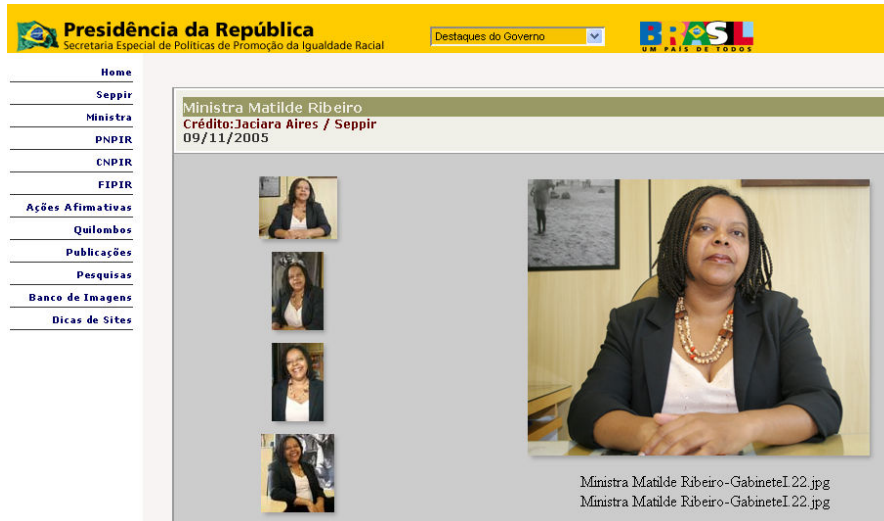 Presidência da República
Secretaria Especial de Políticas de Promoção da Igualdade Racial
Destaques do Governo
BRASIL
UM PAÍS DE TODOS
Home
Seppir
Ministra
PNPIR
CNPIR
FIPIR
Ações Afirmativas
Quilombos
Publicações
Pesquisas
Banco de Imagens
Dicas de Sites
Ministra Matilde Ribeiro
Crédito:Jaciara Aires / Seppir
09/11/2005
Ministra Matilde Ribeiro-GabineteI.22.jpg
Ministra Matilde Ribeiro-GabineteI.22.jpg